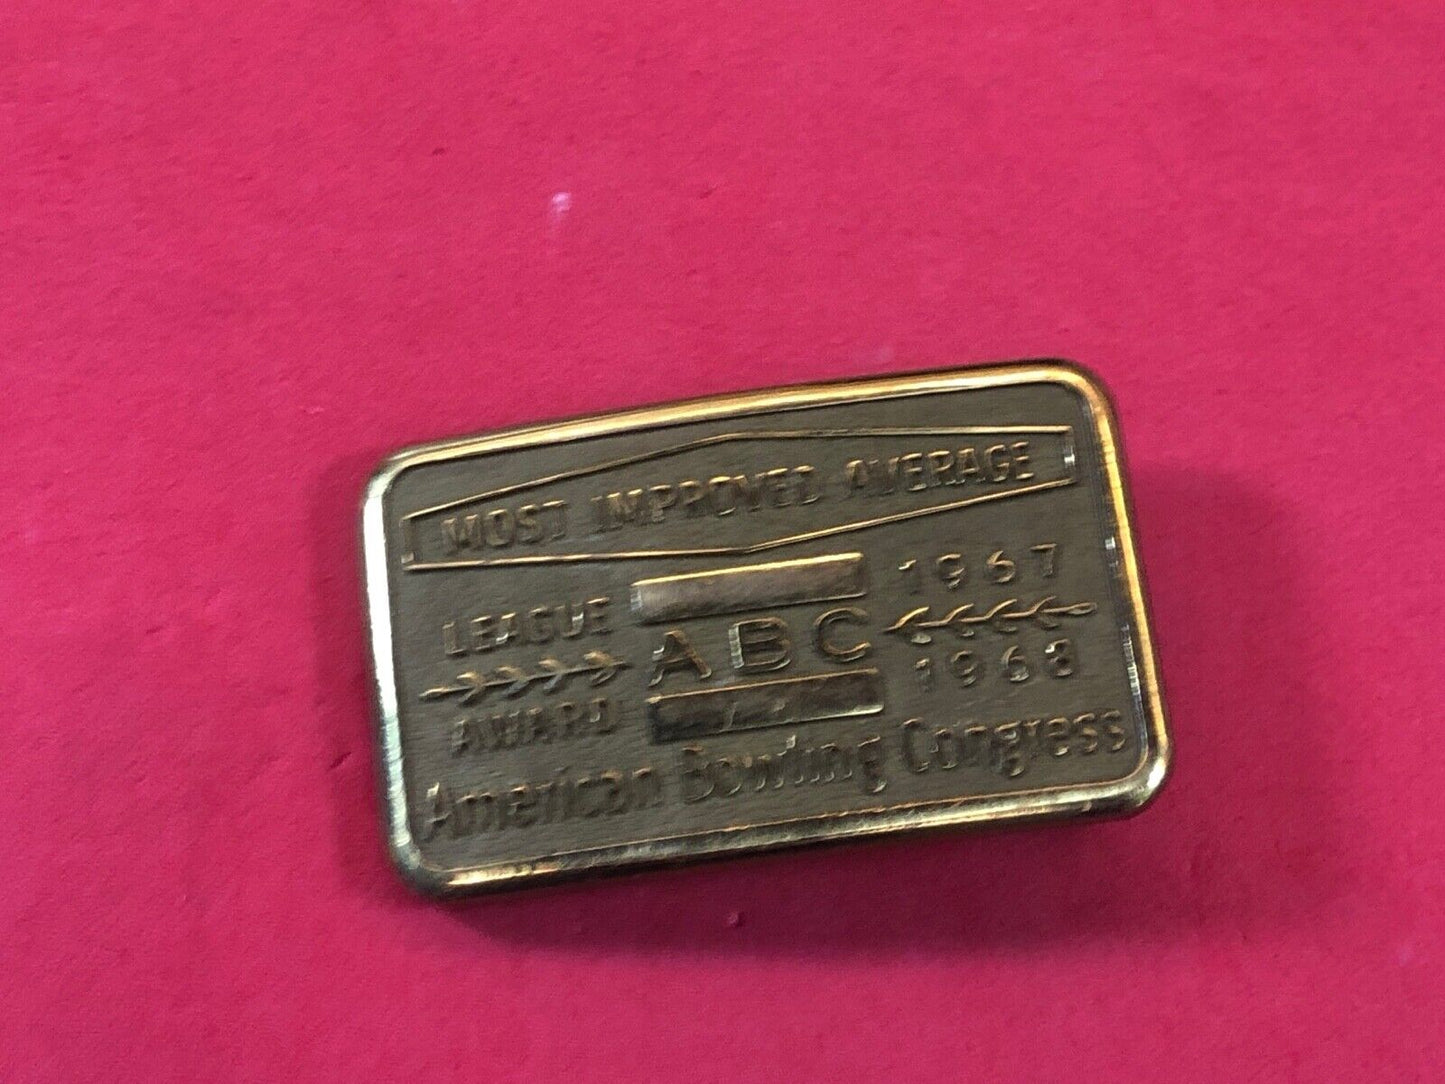 MOST IMPROVED AVERAGE
LEAGUE
AWARD
ABC
1967
1968
American Bowling Congress